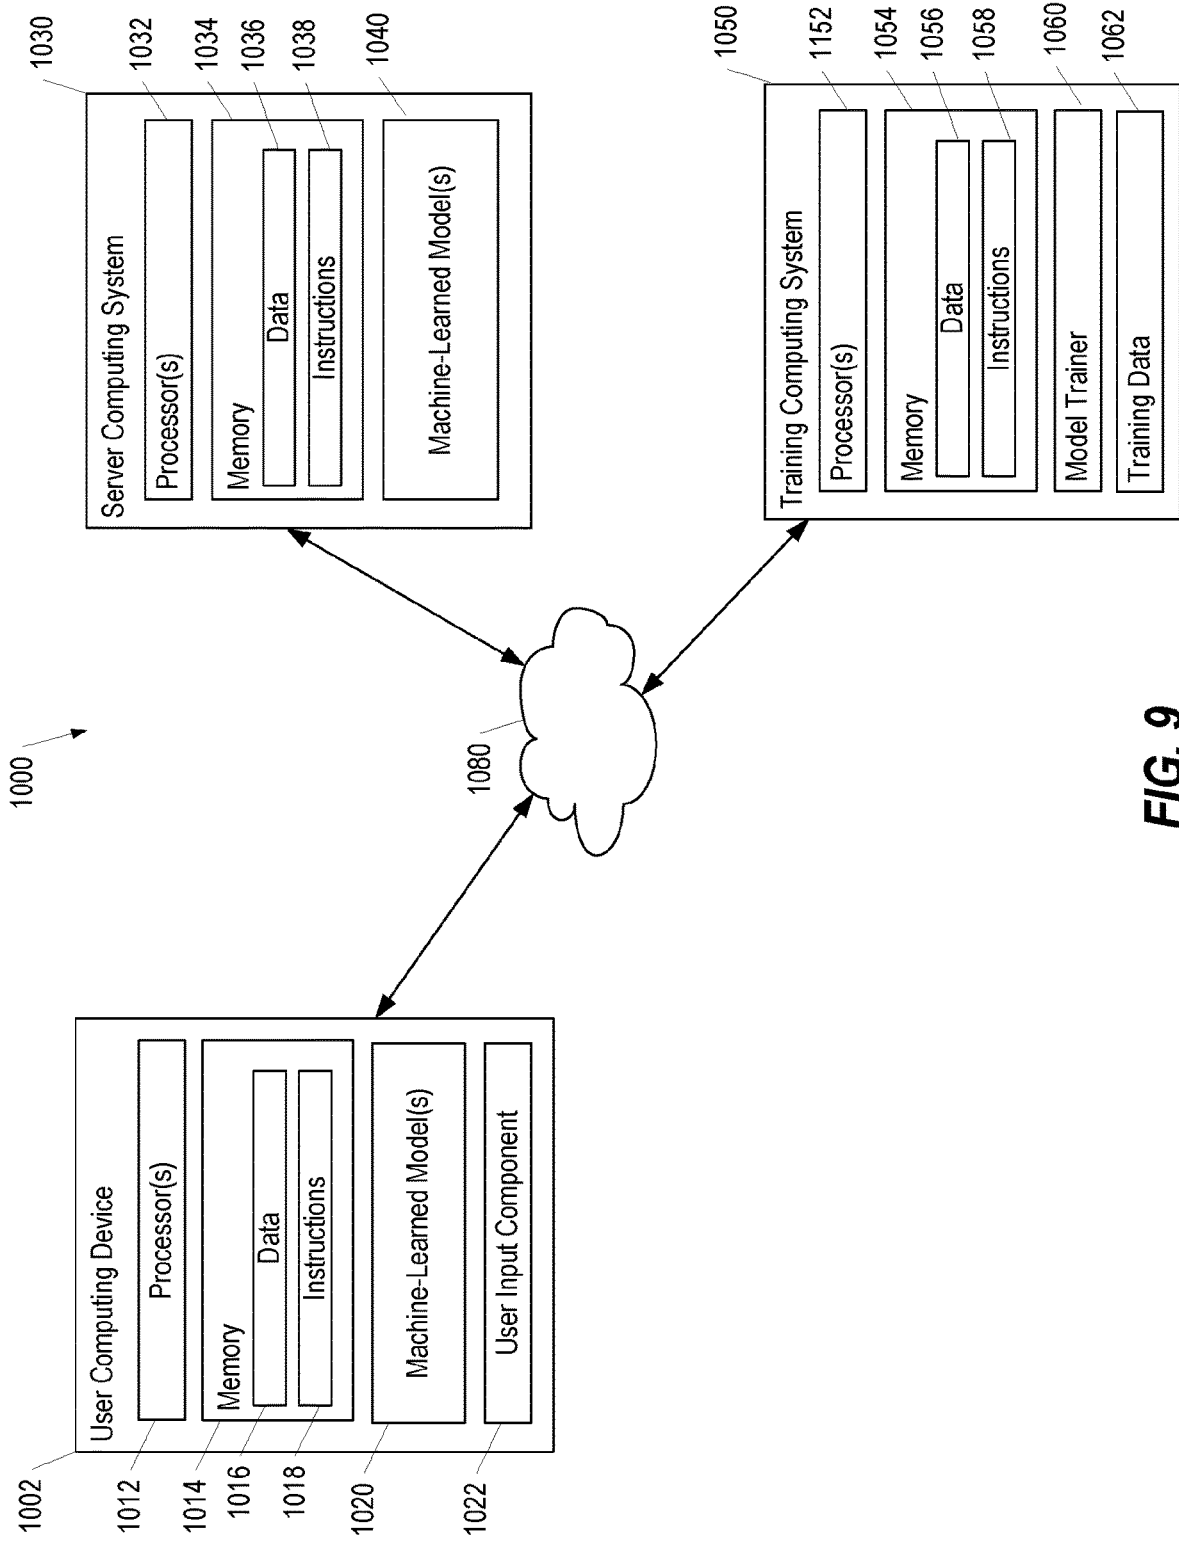 1000
1002
User Computing Device
1012
Processor(s)
1014
Memory
1016
Data
1018
Instructions
1020
Machine-Learned Model(s)
1022
User Input Component
1080
1030
Server Computing System
1032
Processor(s)
1034
Memory
1036
Data
1038
Instructions
1040
Machine-Learned Model(s)
1050
Training Computing System
1152
Processor(s)
1054
Memory
1056
Data
1058
Instructions
1060
Model Trainer
1062
Training Data
FIG. 9